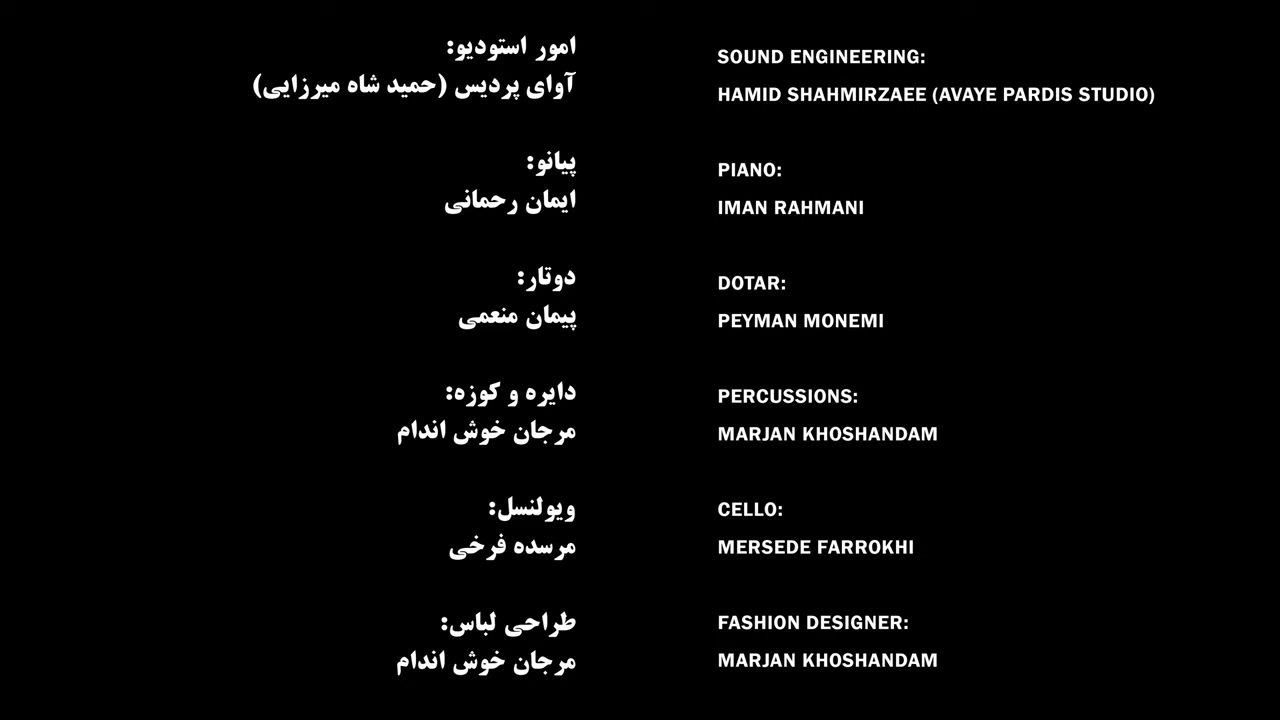 امور استودیو:
آوای پردیس (حمید شاه میرزایی)
پیانو:
ایمان رحمانی
دوتار:
پیمان منعمی
دایره و کوزه:
مرجان خوش اندام
ویولنسل:
مرسده فرخی
طراحی لباس:
مرجان خوش اندام
SOUND ENGINEERING:
HAMID SHAHMIRZAEE (AVAYE PARDIS STUDIO)
PIANO:
IMAN RAHMANI
DOTAR:
PEYMAN MONEMI
PERCUSSIONS:
MARJAN KHOSHANDAM
CELLO:
MERSEDE FARROKHI
FASHION DESIGNER:
MARJAN KHOSHANDAM